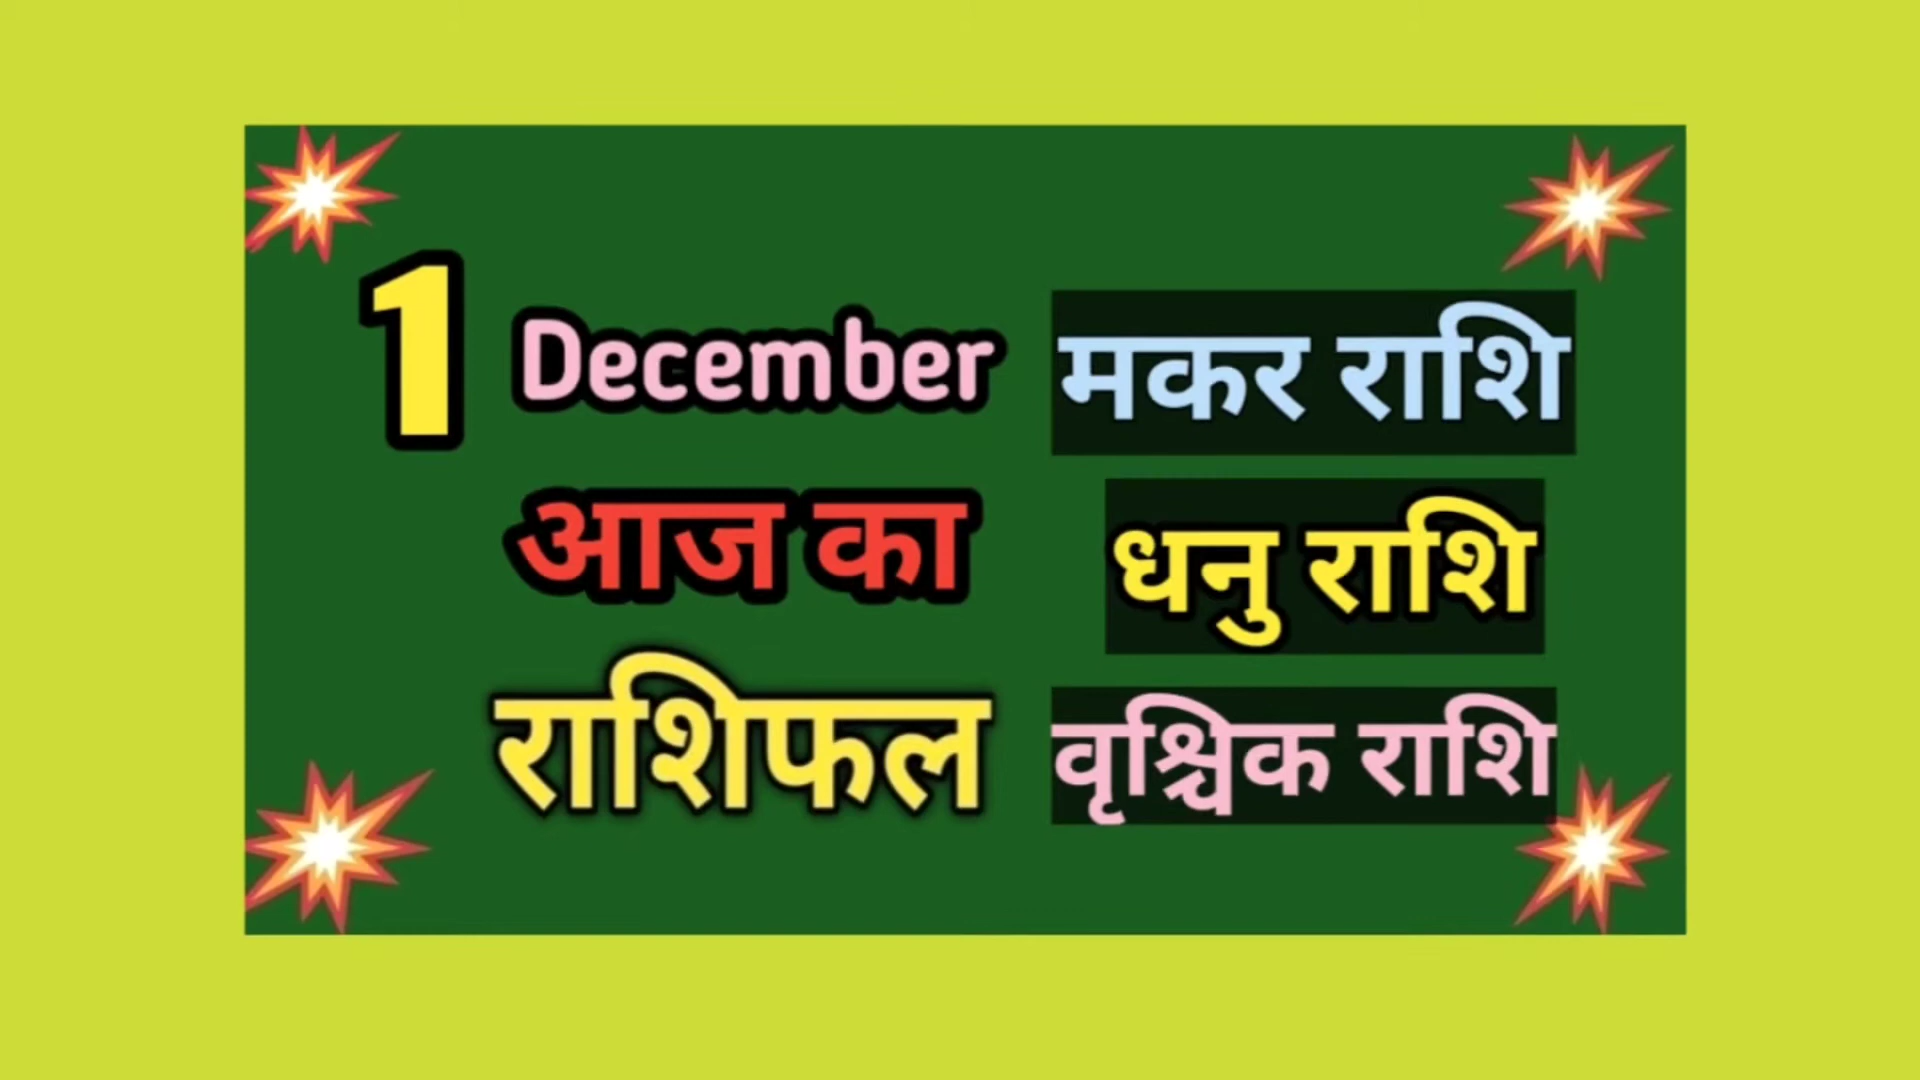 1 December
आज का
राशिफल
मकर राशि
धनु राशि
वृश्चिक राशि